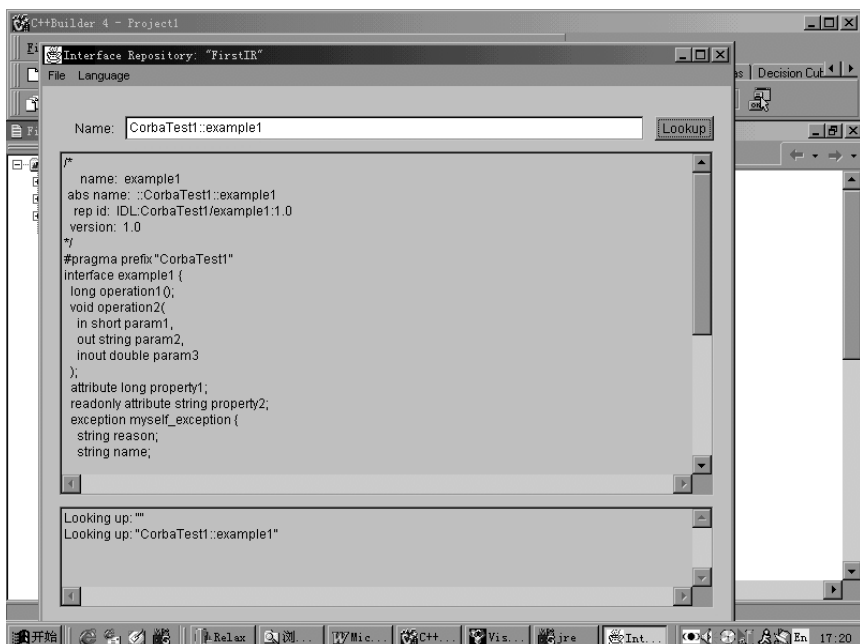 C++Builder 4 - Project1
Interface Repository: "FirstIR"
File Language
Decision Cu
Name: CorbaTest1::example1 Lookup
/*
name: example1
abs name: ::CorbaTest1::example1
rep id: IDL:CorbaTest1/example1:1.0
version: 1.0
*/
#pragma prefix "CorbaTest1"
interface example1 {
long operation1();
void operation2(
in short param1,
out string param2,
inout double param3
);
attribute long property1;
readonly attribute string property2;
exception myself_exception {
string reason;
string name;
Looking up: ""
Looking up: "CorbaTest1::example1"
开始 Relax 浏... Mic... C++... Vis... jre Int... En 17:20